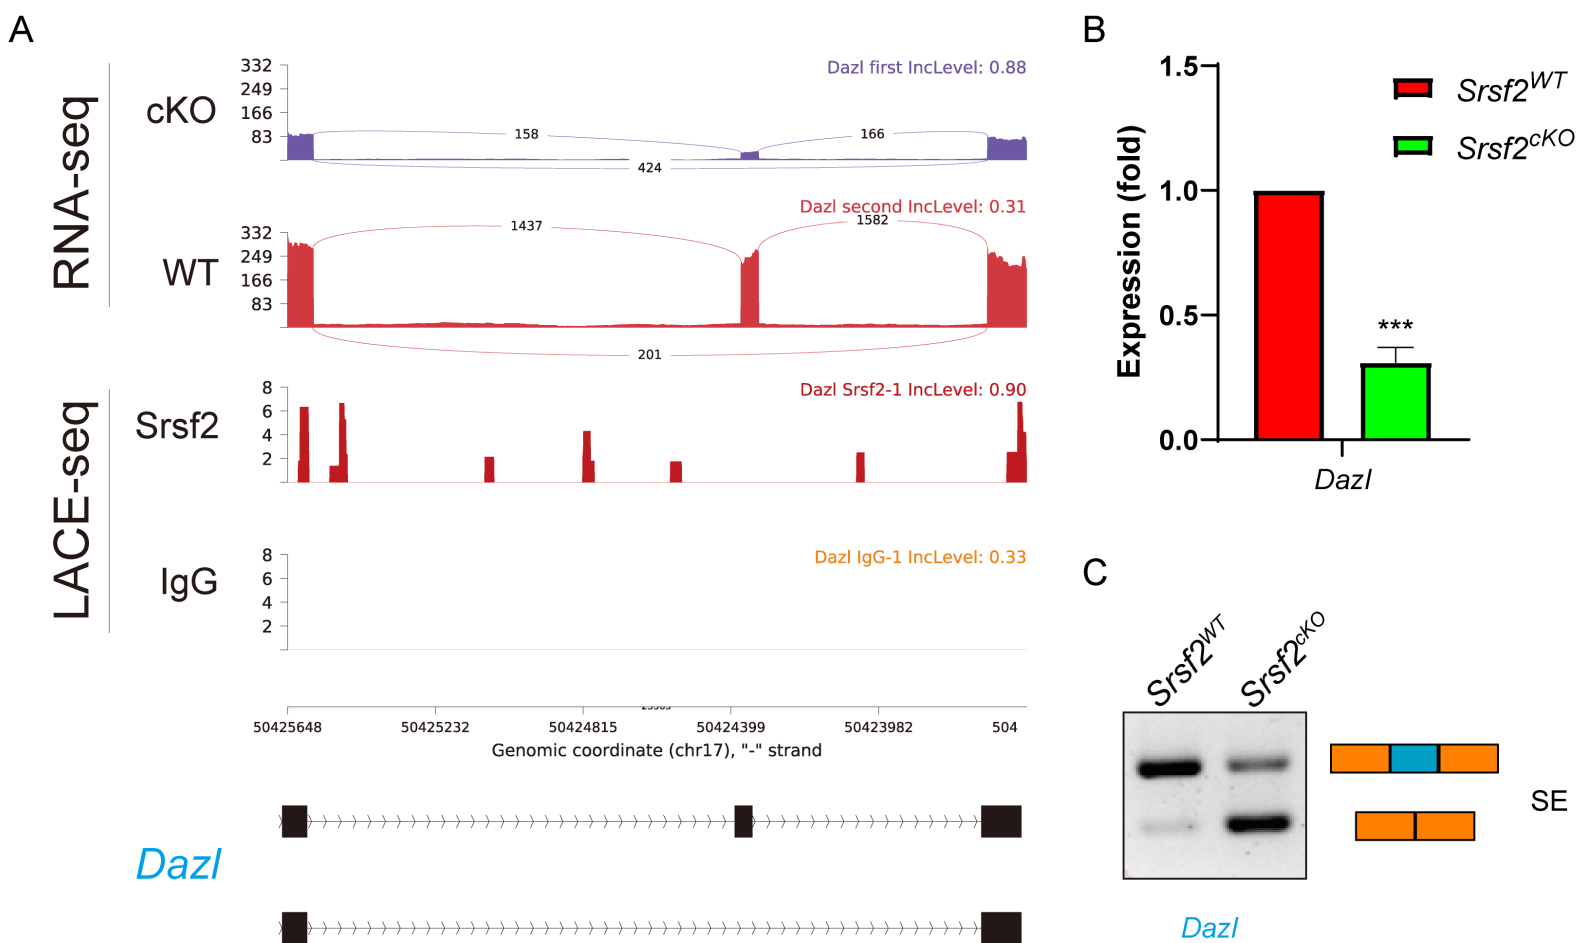 A
RNA-seq
cKO
332
249
166
83
Dazl first IncLevel: 0.88
158
166
424
WT
332
249
166
83
Dazl second IncLevel: 0.31
1437
1582
201
LACE-seq
Srsf2
8
6
4
2
Dazl Srsf2-1 IncLevel: 0.90
IgG
8
6
4
2
Dazl IgG-1 IncLevel: 0.33
50425648
50425232
50424815
50424399
50423982
504
Genomic coordinate (chr17), "-" strand
Dazl
B
Expression (fold)
1.5
1.0
0.5
0.0
***
Dazl
Srsf2WT
Srsf2cKO
C
Srsf2WT
Srsf2cKO
SE
Dazl